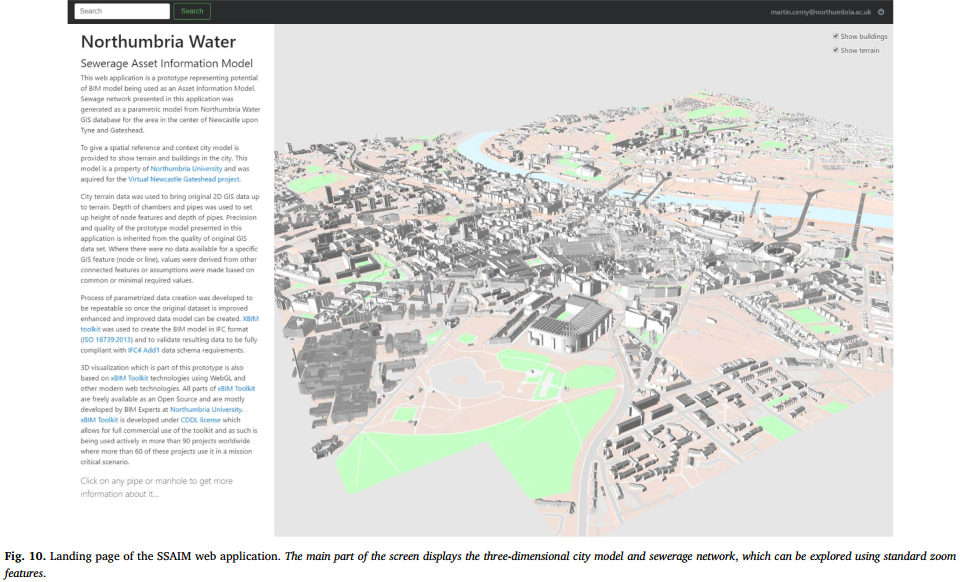 Search
Search
martin.cerny@northumbria.ac.uk
Show buildings
Show terrain
Northumbria Water
Sewerage Asset Information Model
This web application is a prototype representing potential
of BIM model being used as an Asset Information Model.
Sewage network presented in this application was
generated as a parametric model from Northumbria Water
GIS database for the area in the center of Newcastle upon
Tyne and Gateshead.
To give a spatial reference and context city model is
provided to show terrain and buildings in the city. This
model is a property of Northumbria University and was
aquired for the Virtual Newcastle Gateshead project.
City terrain data was used to bring original 2D GIS data up
to terrain. Depth of chambers and pipes was used to set
up height of node features and depth of pipes. Precission
and quality of the prototype model presented in this
application is inherited from the quality of original GIS
data set. Where there were no data available for a specific
GIS feature (node or line), values were derived from other
connected features or assumptions were made based on
common or minimal required values.
Process of parametrized data creation was developed to
be repeatable so once the original dataset is improved
enhanced and improved data model can be created. XBIM
toolkit was used to create the BIM model in IFC format
(ISO 16739:2013) and to validate resulting data to be fully
compliant with IFC4 Add1 data schema requirements.
3D visualization which is part of this prototype is also
based on xBIM Toolkit technologies using WebGL and
other modern web technologies. All parts of xBIM Toolkit
are freely available as an Open Source and are mostly
developed by BIM Experts at Northumbria University.
xBIM Toolkit is developed under CDDL license which
allows for full commercial use of the toolkit and as such is
being used actively in more than 90 projects worldwide
where more than 60 of these projects use it in a mission
critical scenario.
Click on any pipe or manhole to get more
information about it...
Fig. 10. Landing page of the SSAIM web application. The main part of the screen displays the three-dimensional city model and sewerage network, which can be explored using standard zoom
features.